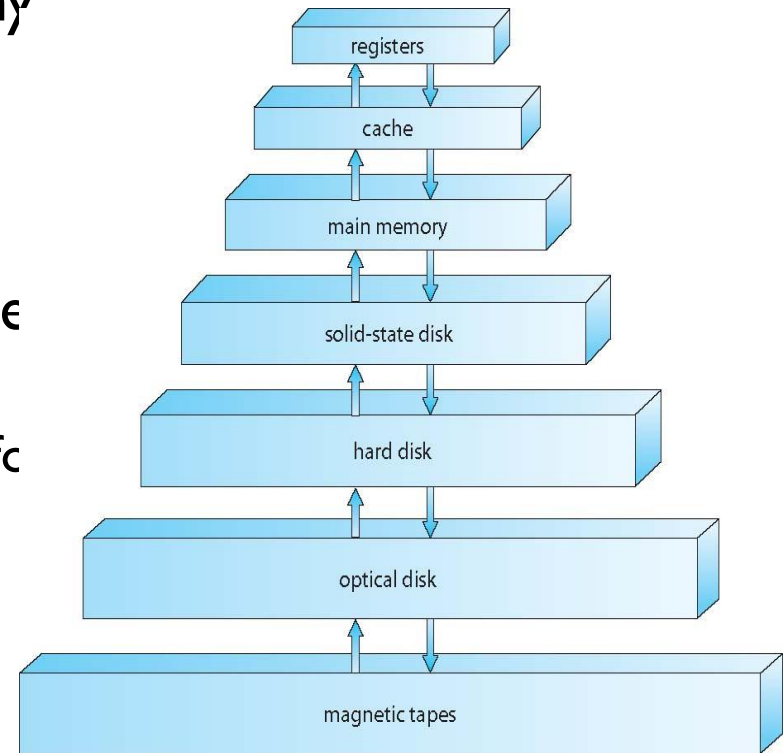 registers
cache
main memory
solid-state disk
hard disk
optical disk
magnetic tapes